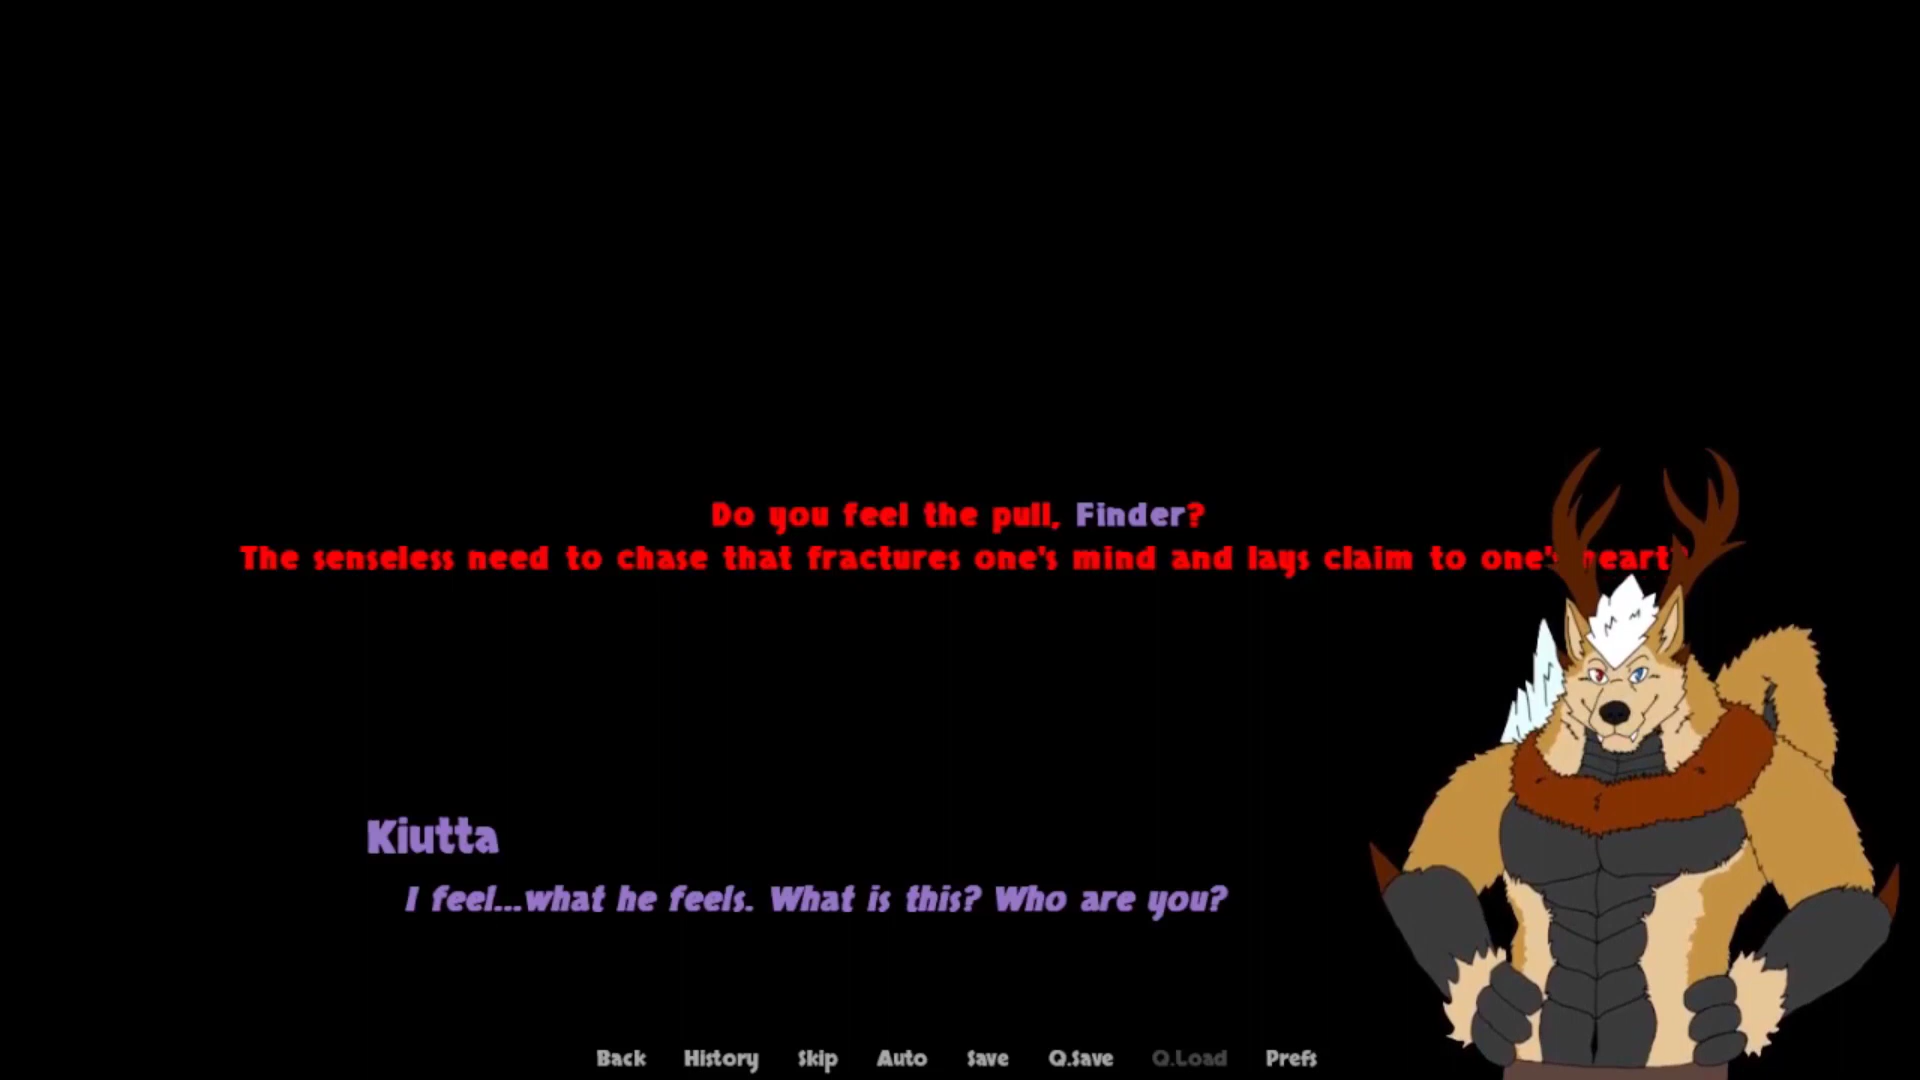 Do you feel the pull, Finder?
The senseless need to chase that fractures one's mind and lays claim to one's heart?
Kiutta
I feel...what he feels. What is this? Who are you?
Back History Skip Auto Save Q.Save Q.Load Prefs